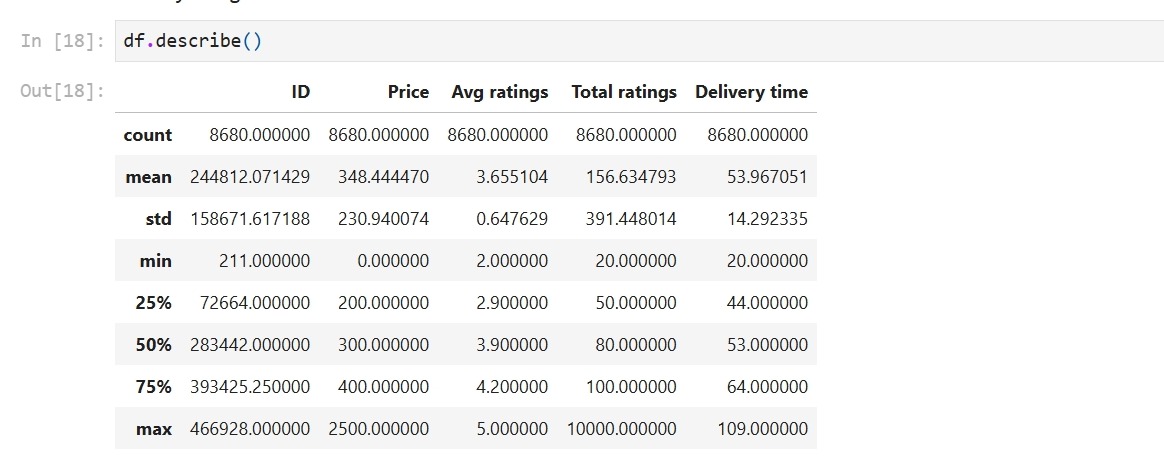 In [18]: df.describe()
Out[18]:
ID Price Avg ratings Total ratings Delivery time
count 8680.000000 8680.000000 8680.000000 8680.000000 8680.000000
mean 244812.071429 348.444470 3.655104 156.634793 53.967051
std 158671.617188 230.940074 0.647629 391.448014 14.292335
min 211.000000 0.000000 2.000000 20.000000 20.000000
25% 72664.000000 200.000000 2.900000 50.000000 44.000000
50% 283442.000000 300.000000 3.900000 80.000000 53.000000
75% 393425.250000 400.000000 4.200000 100.000000 64.000000
max 466928.000000 2500.000000 5.000000 10000.000000 109.000000